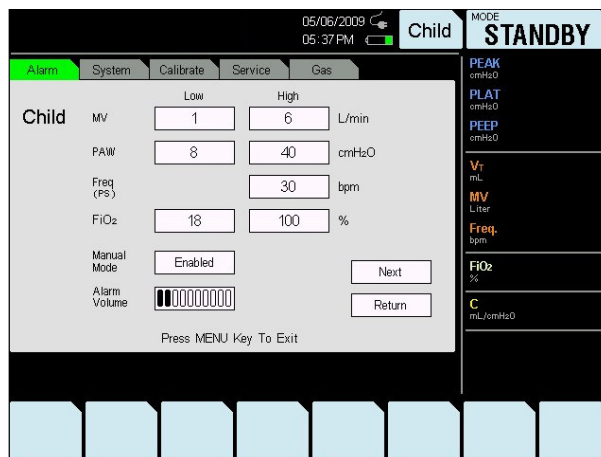 05/06/2009
05:37 PM
Child
MODE
STANDBY
Alarm System Calibrate Service Gas
Low High
Child MV 1 6 L/min
PAW 8 40 cmH2O
Freq (PS) 30 bpm
FiO2 18 100 %
Manual Mode Enabled
Next
Alarm Volume
Return
Press MENU Key To Exit
PEAK
cmH2O
PLAT
cmH2O
PEEP
cmH2O
VT
mL
MV
Liter
Freq.
bpm
FiO2
%
C
mL/cmH2O